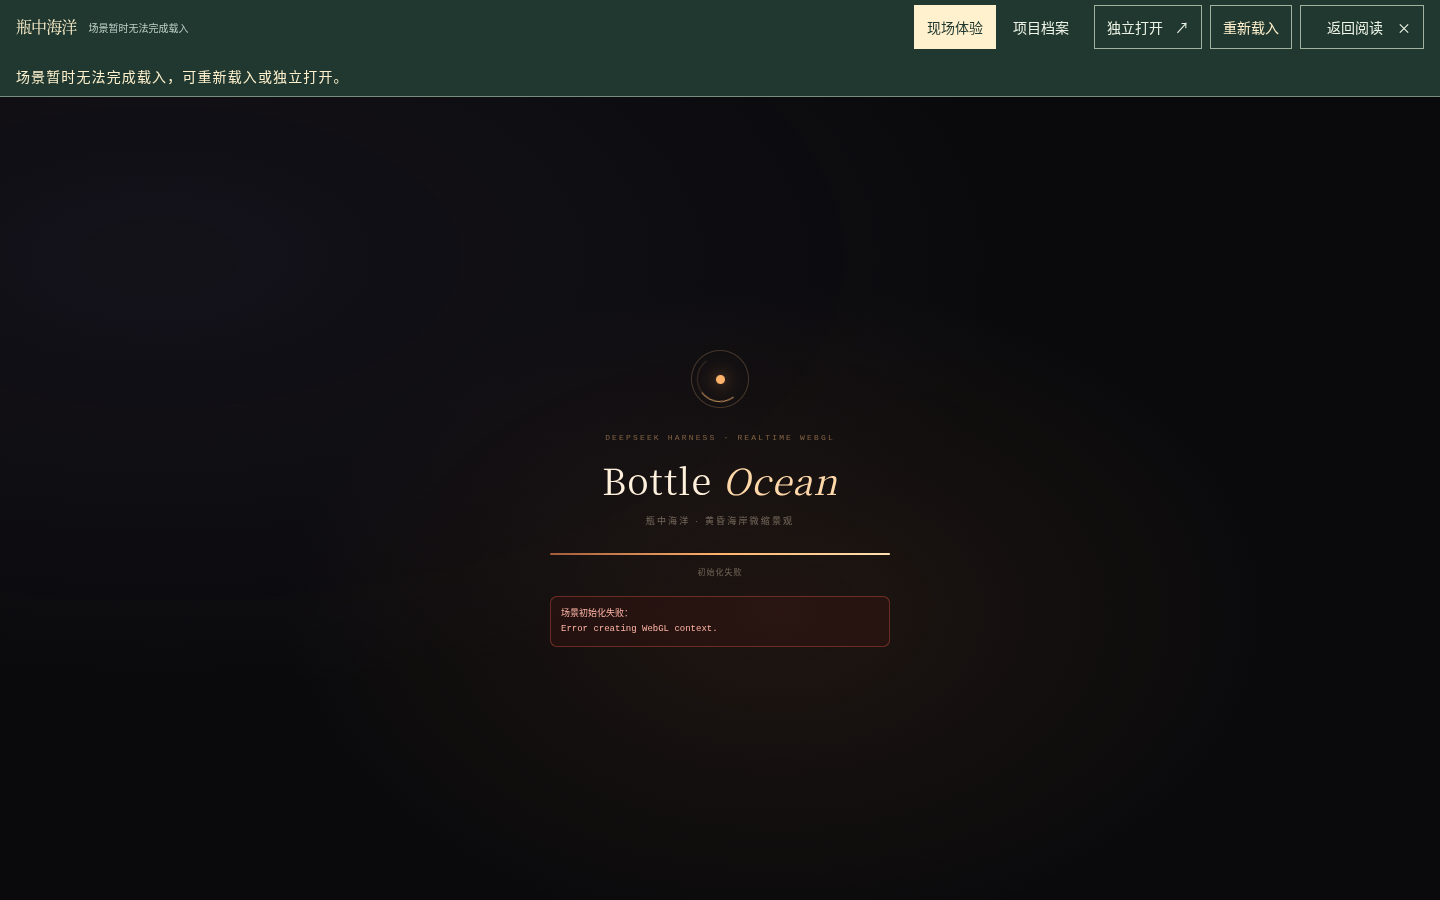 瓶中海洋 场景暂时无法完成载入 现场体验 项目档案 独立打开 ↗ 重新载入 返回阅读 ×
场景暂时无法完成载入，可重新载入或独立打开。
DEEPSEEK HARNESS · REALTIME WEBGL
Bottle Ocean
瓶中海洋 · 黄昏海岸微缩景观
初始化失败
场景初始化失败：
Error creating WebGL context.